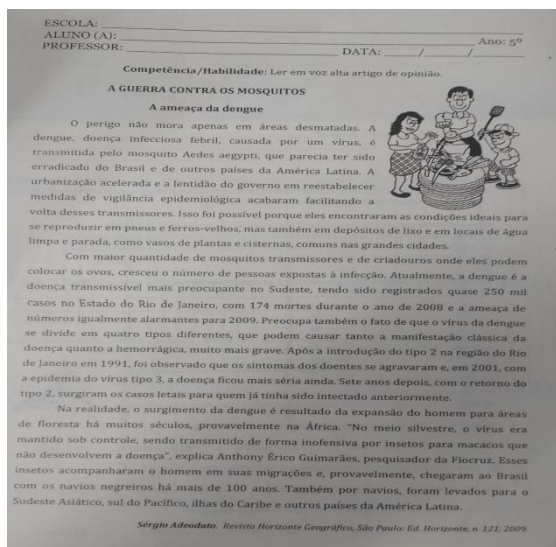 ESCOLA:
ALUNO (A): Ano: 5º
PROFESSOR: DATA: / /
Competência/Habilidade: Ler em voz alta artigo de opinião.
A GUERRA CONTRA OS MOSQUITOS
A ameaça da dengue
O perigo não mora apenas em áreas desmatadas. A
dengue, doença infecciosa febril, causada por um vírus, é
transmitida pelo mosquito Aedes aegypti, que parecia ter sido
erradicado do Brasil e de outros países da América Latina. A
urbanização acelerada e a lentidão do governo em reestabelecer
medidas de vigilância epidemiológica acabaram facilitando a
volta desses transmissores. Isso foi possível porque eles encontraram as condições ideais para
se reproduzir em pneus e ferros-velhos, mas também em depósitos de lixo e em locais de água
limpa e parada, como vasos de plantas e cisternas, comuns nas grandes cidades.
Com maior quantidade de mosquitos transmissores e de criadouros onde eles podem
colocar os ovos, cresceu o número de pessoas expostas à infecção. Atualmente, a dengue é a
doença transmissível mais preocupante no Sudeste, tendo sido registrados quase 250 mil
casos no Estado do Rio de Janeiro, com 174 mortes durante o ano de 2008 e a ameaça de
números igualmente alarmantes para 2009. Preocupa também o fato de que o vírus da dengue
se divide em quatro tipos diferentes, que podem causar tanto a manifestação clássica da
doença quanto a hemorrágica, muito mais grave. Após a introdução do tipo 2 na região do Rio
de Janeiro em 1991, foi observado que os sintomas dos doentes se agravaram e, em 2001, com
a epidemia do vírus tipo 3, a doença ficou mais séria ainda. Sete anos depois, com o retorno do
tipo 2, surgiram os casos letais para quem já tinha sido intectado anteriormente.
Na realidade, o surgimento da dengue é resultado da expansão do homem para áreas
de floresta há muitos séculos, provavelmente na África. "No meio silvestre, o vírus era
mantido sob controle, sendo transmitido de forma inofensiva por insetos para macacos que
não desenvolvem a doença", explica Anthony Érico Guimarães, pesquisador da Fiocruz. Esses
insetos acompanharam o homem em suas migrações e, provavelmente, chegaram ao Brasil
com os navios negreiros há mais de 100 anos. Também por navios, foram levados para o
Sudeste Asiático, sul do Pacífico, ilhas do Caribe e outros países da América Latina.
Sérgio Adeodato. Revista Horizonte Geográfico, São Paulo: Ed. Horizonte, n. 121, 2009.